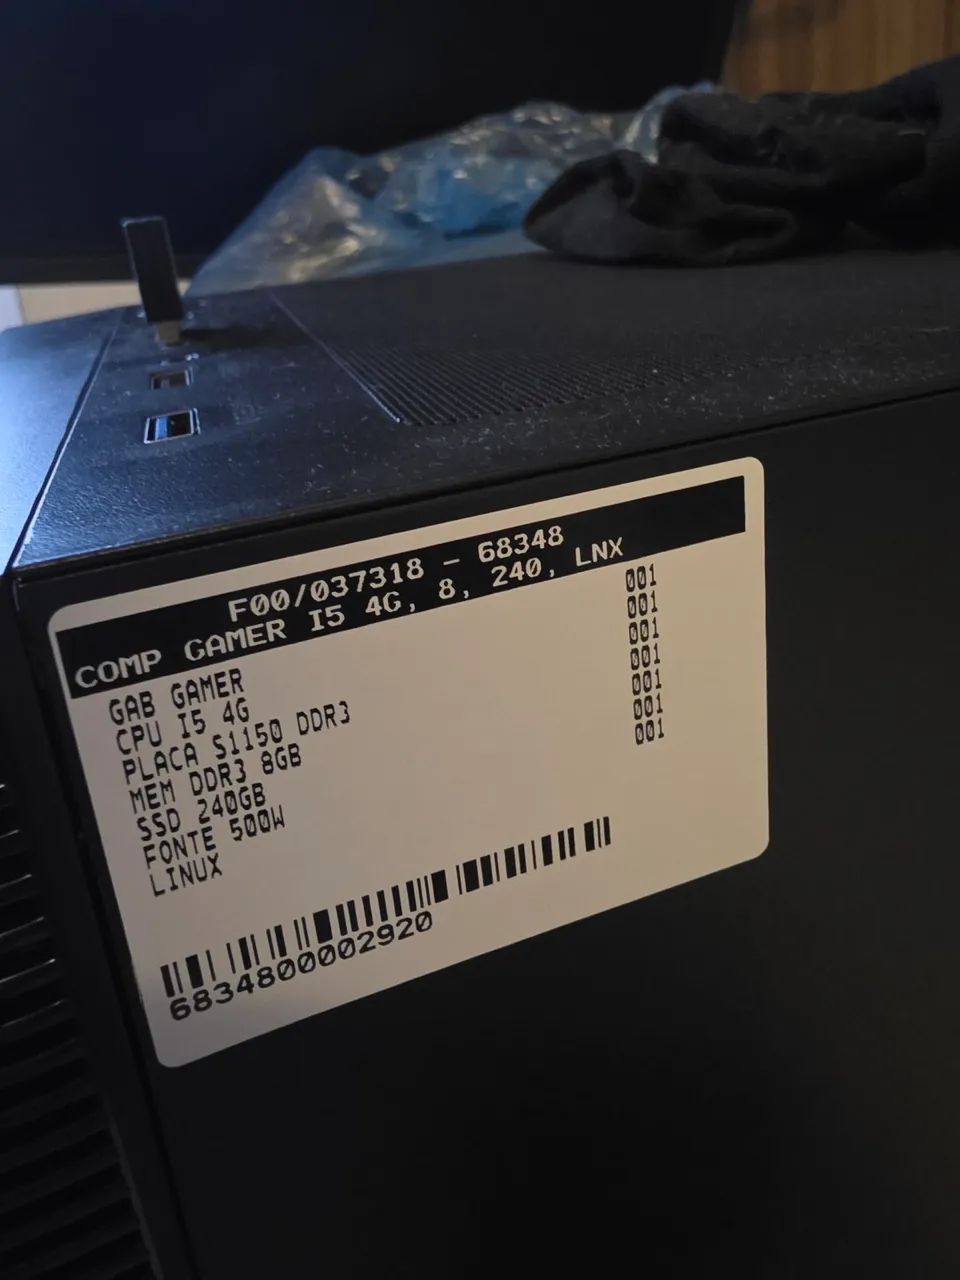 F00/037318 - 68348
COMP GAMER I5 4G, 8, 240, LNX
GAB GAMER 001
CPU I5 4G 001
PLACA S1150 DDR3 001
MEM DDR3 8GB 001
SSD 240GB 001
FONTE 500W 001
LINUX 001
6834800002920